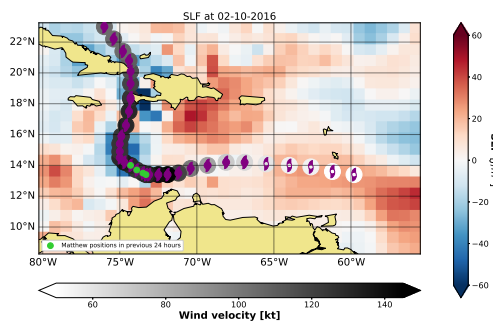 SLF at 02-10-2016
22°N
20°N
18°N
16°N
14°N
12°N
10°N
80°W
75°W
70°W
65°W
60°W
Matthew positions in previous 24 hours
60
40
20
0
−20
−40
−60
60
80
100
120
140
Wind velocity [kt]